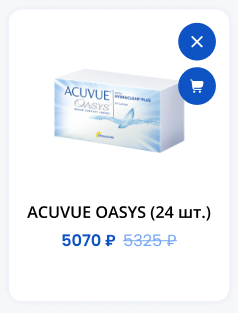 ACUVUE
OASYS
HYDRACLEAR PLUS
ACUVUE OASYS (24 шт.)
5070 ₽ 5325 ₽